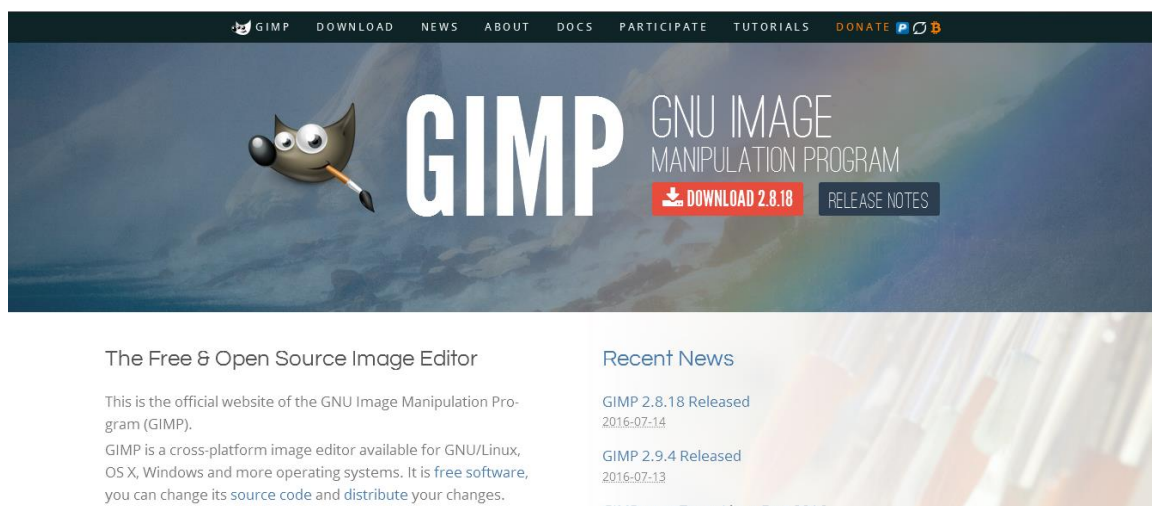 GIMP DOWNLOAD NEWS ABOUT DOCS PARTICIPATE TUTORIALS DONATE
GIMP
GNU IMAGE
MANIPULATION PROGRAM
DOWNLOAD 2.8.18 RELEASE NOTES
The Free & Open Source Image Editor
This is the official website of the GNU Image Manipulation Pro-
gram (GIMP).
GIMP is a cross-platform image editor available for GNU/Linux,
OS X, Windows and more operating systems. It is free software,
you can change its source code and distribute your changes.
Recent News
GIMP 2.8.18 Released
2016-07-14
GIMP 2.9.4 Released
2016-07-13